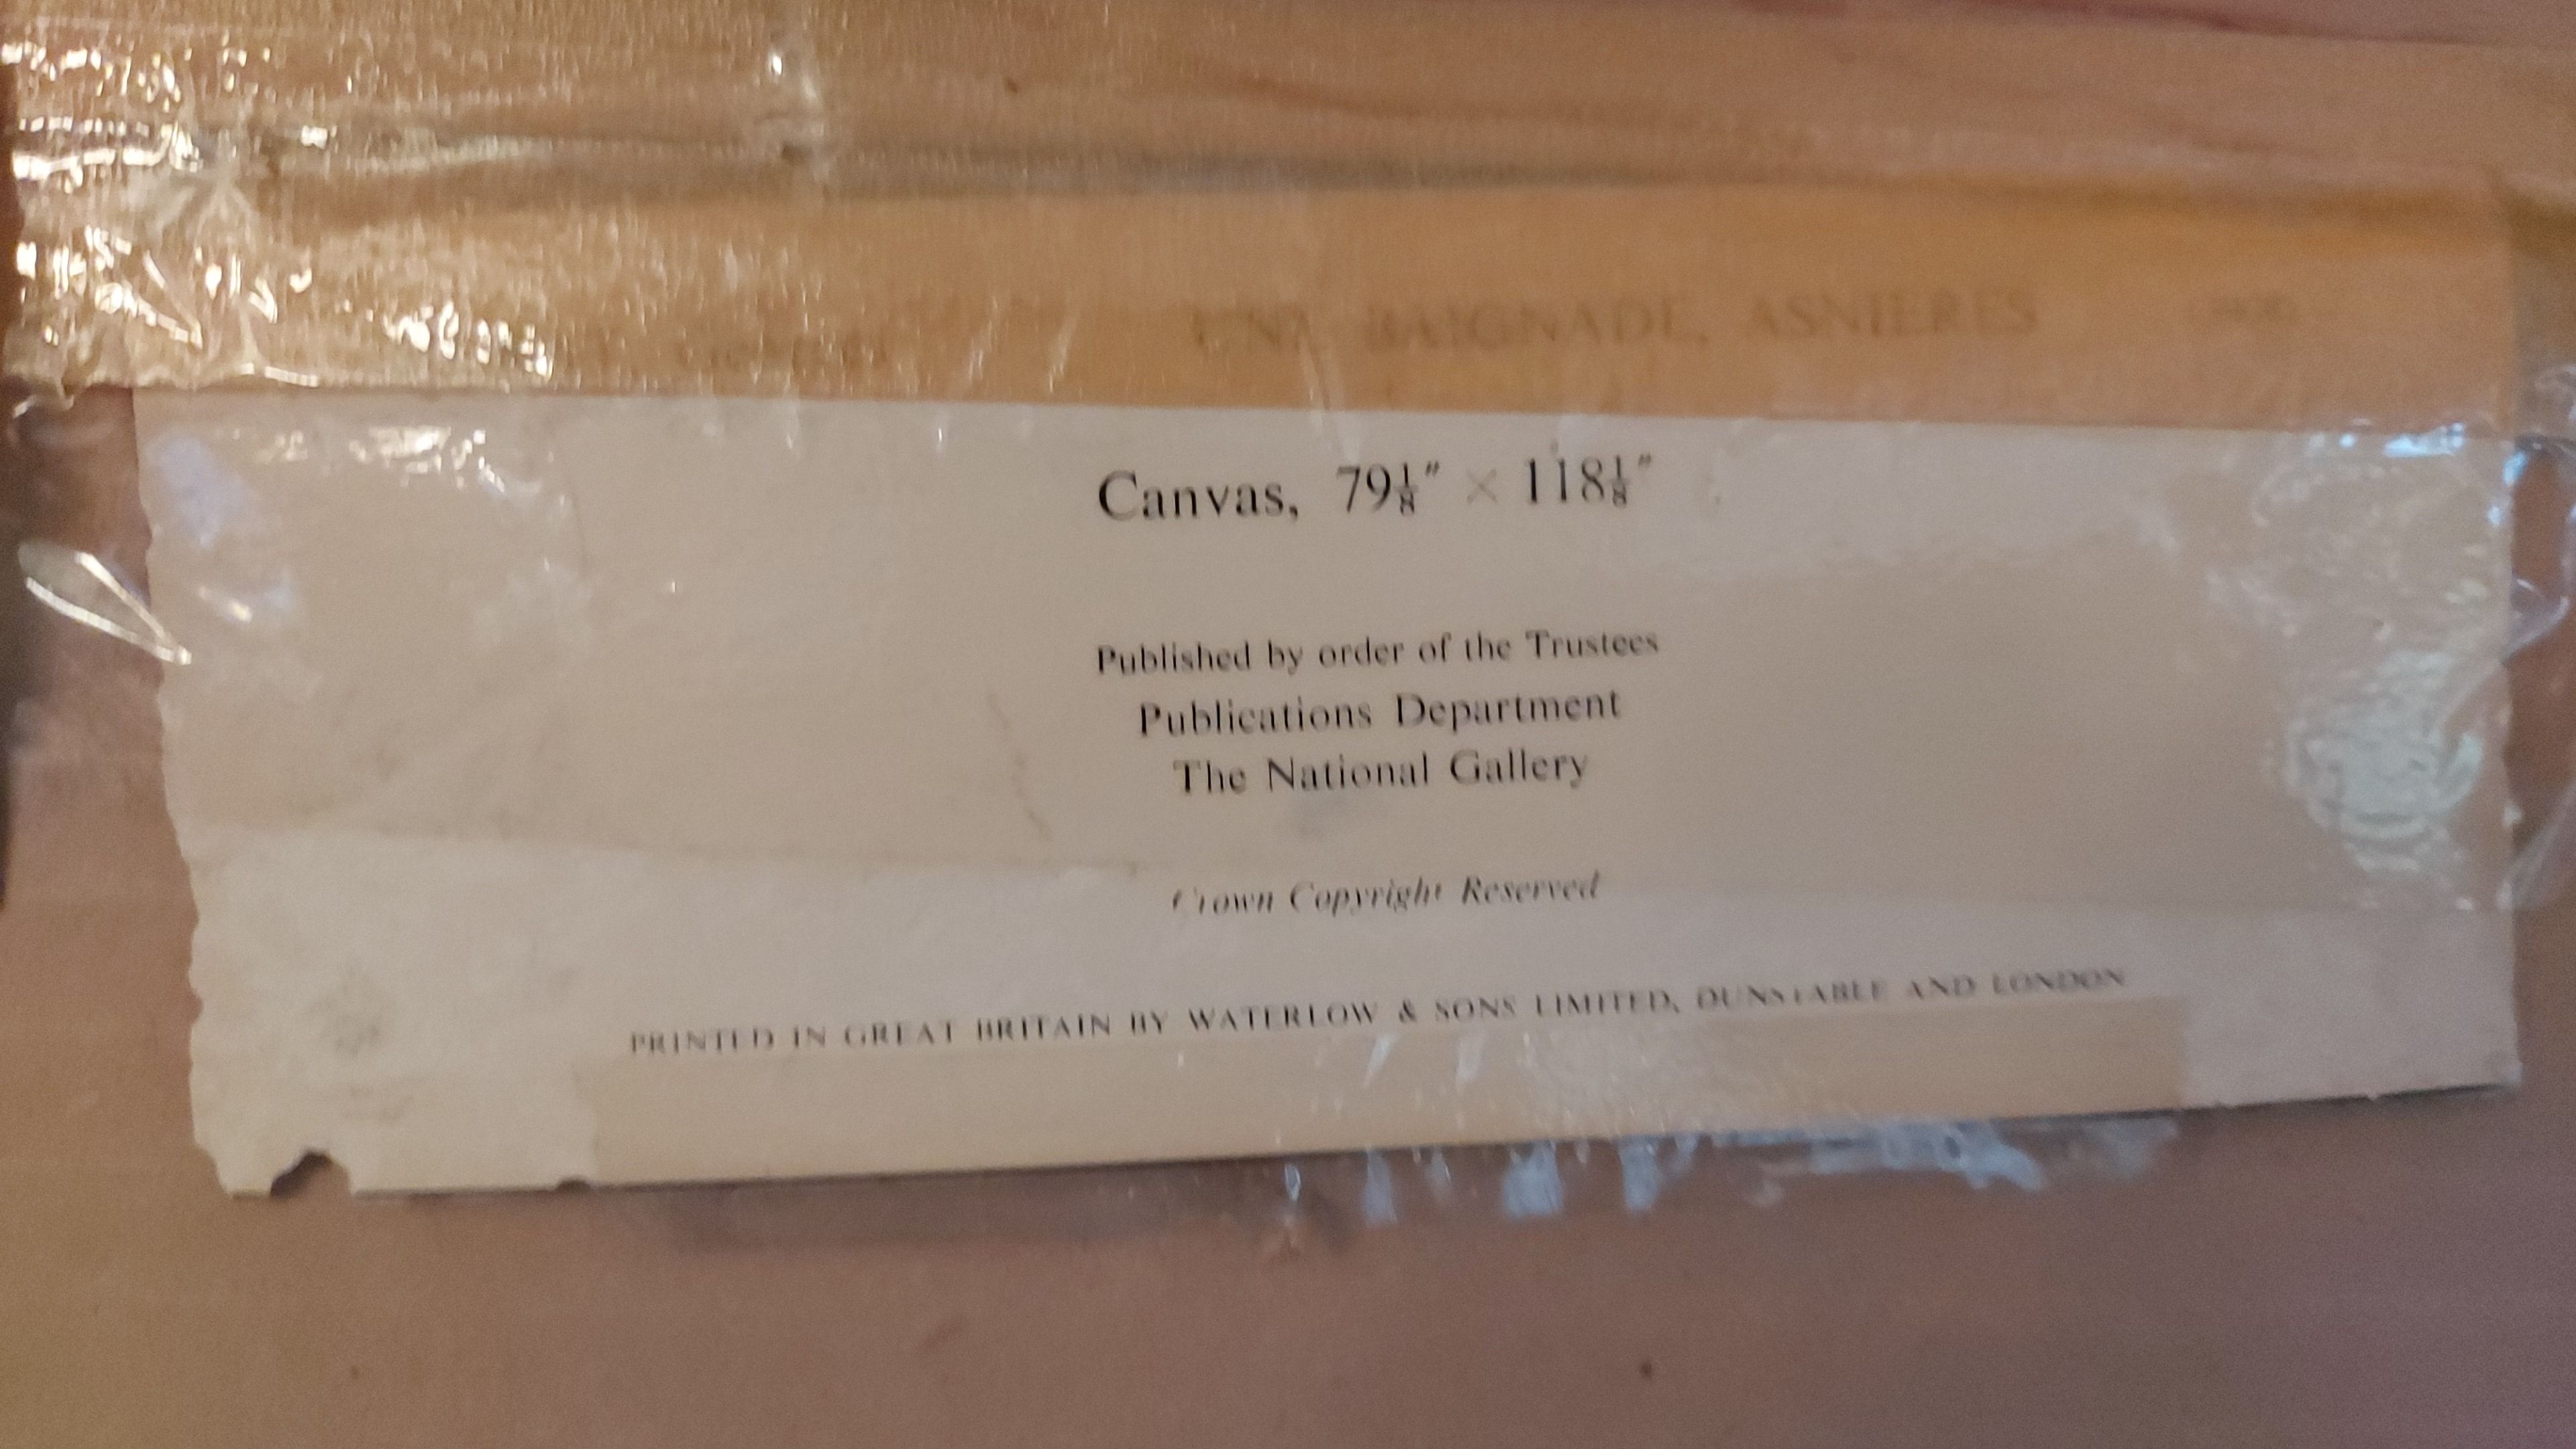 UNE BAIGNADE, ASNIERES
Canvas, 79⅛" × 118⅛"
Published by order of the Trustees
Publications Department
The National Gallery
Crown Copyright Reserved
PRINTED IN GREAT BRITAIN BY WATERLOW & SONS LIMITED, DUNSTABLE AND LONDON